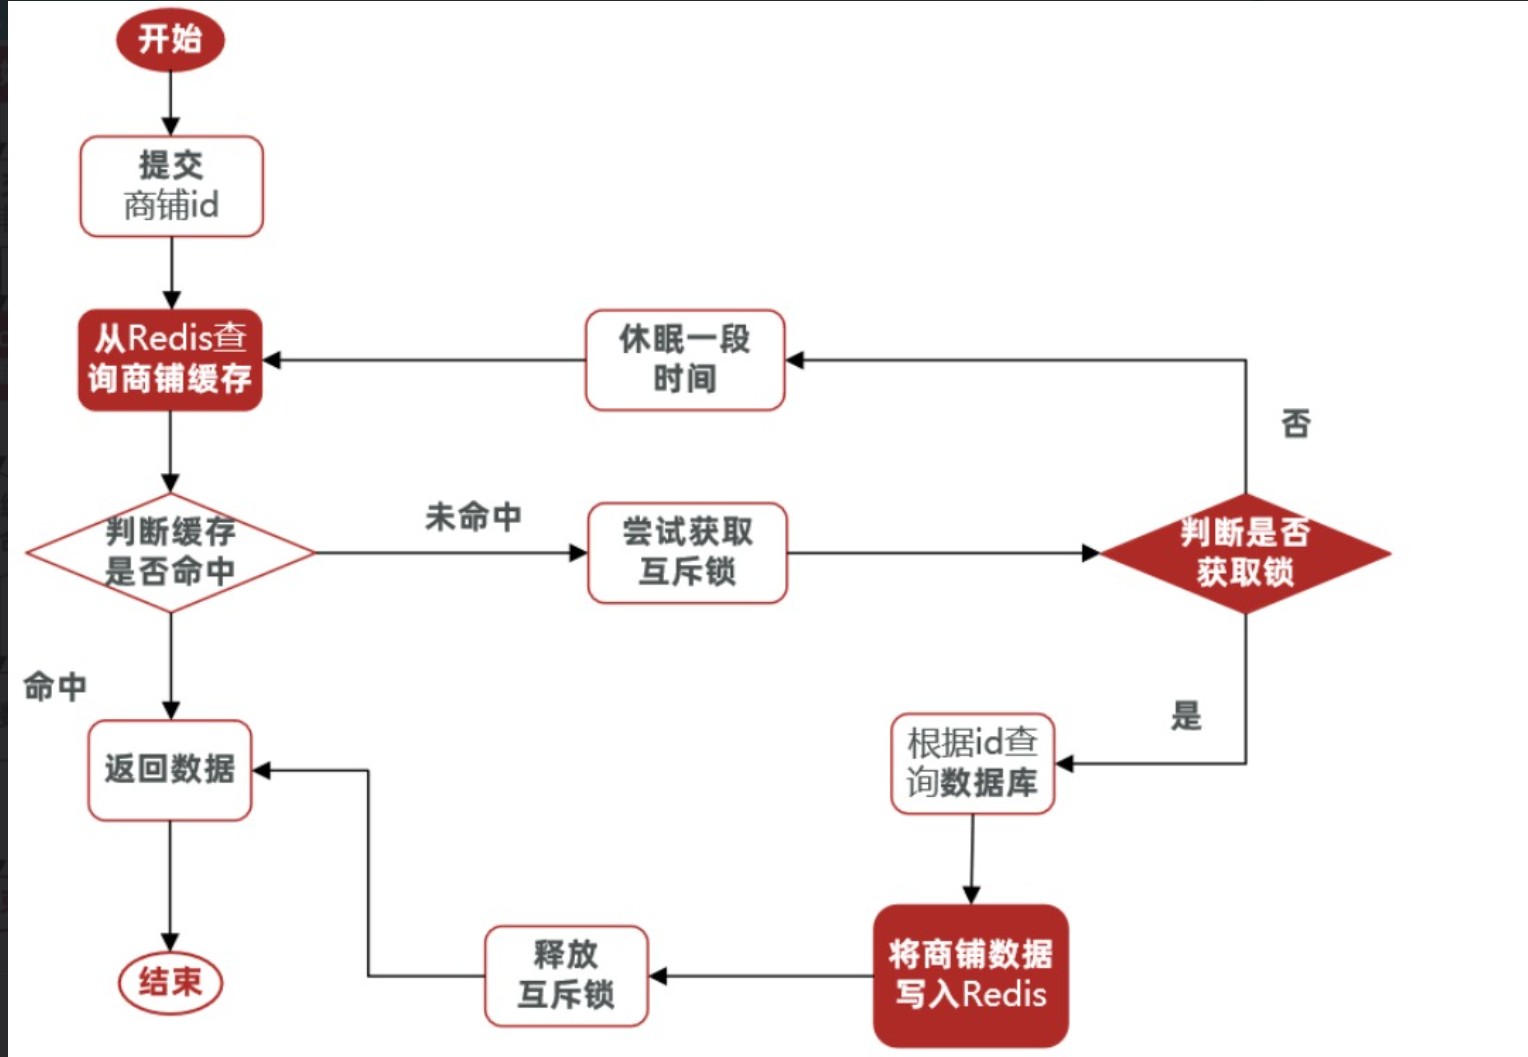 开始
提交
商铺id
从Redis查
询商铺缓存
休眠一段
时间
否
判断缓存
是否命中
未命中
尝试获取
互斥锁
判断是否
获取锁
命中
是
返回数据
根据id查
询数据库
将商铺数据
写入Redis
释放
互斥锁
结束